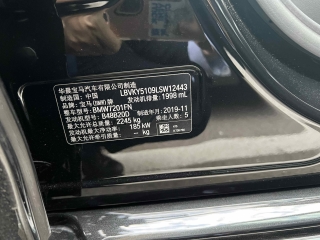 华晨宝马汽车有限公司制造
制造国：中国 LBVKY5109LSW12443
品牌：宝马(BMW)牌 发动机排量：1998 mL
整车型号：BMW7201FN
发动机型号：B48B20D 制造年月：2019-11
最大允许总质量：2245 kg 乘坐人数：5
发动机最大净功率：185 kW
最大允许牵引质量：— kg